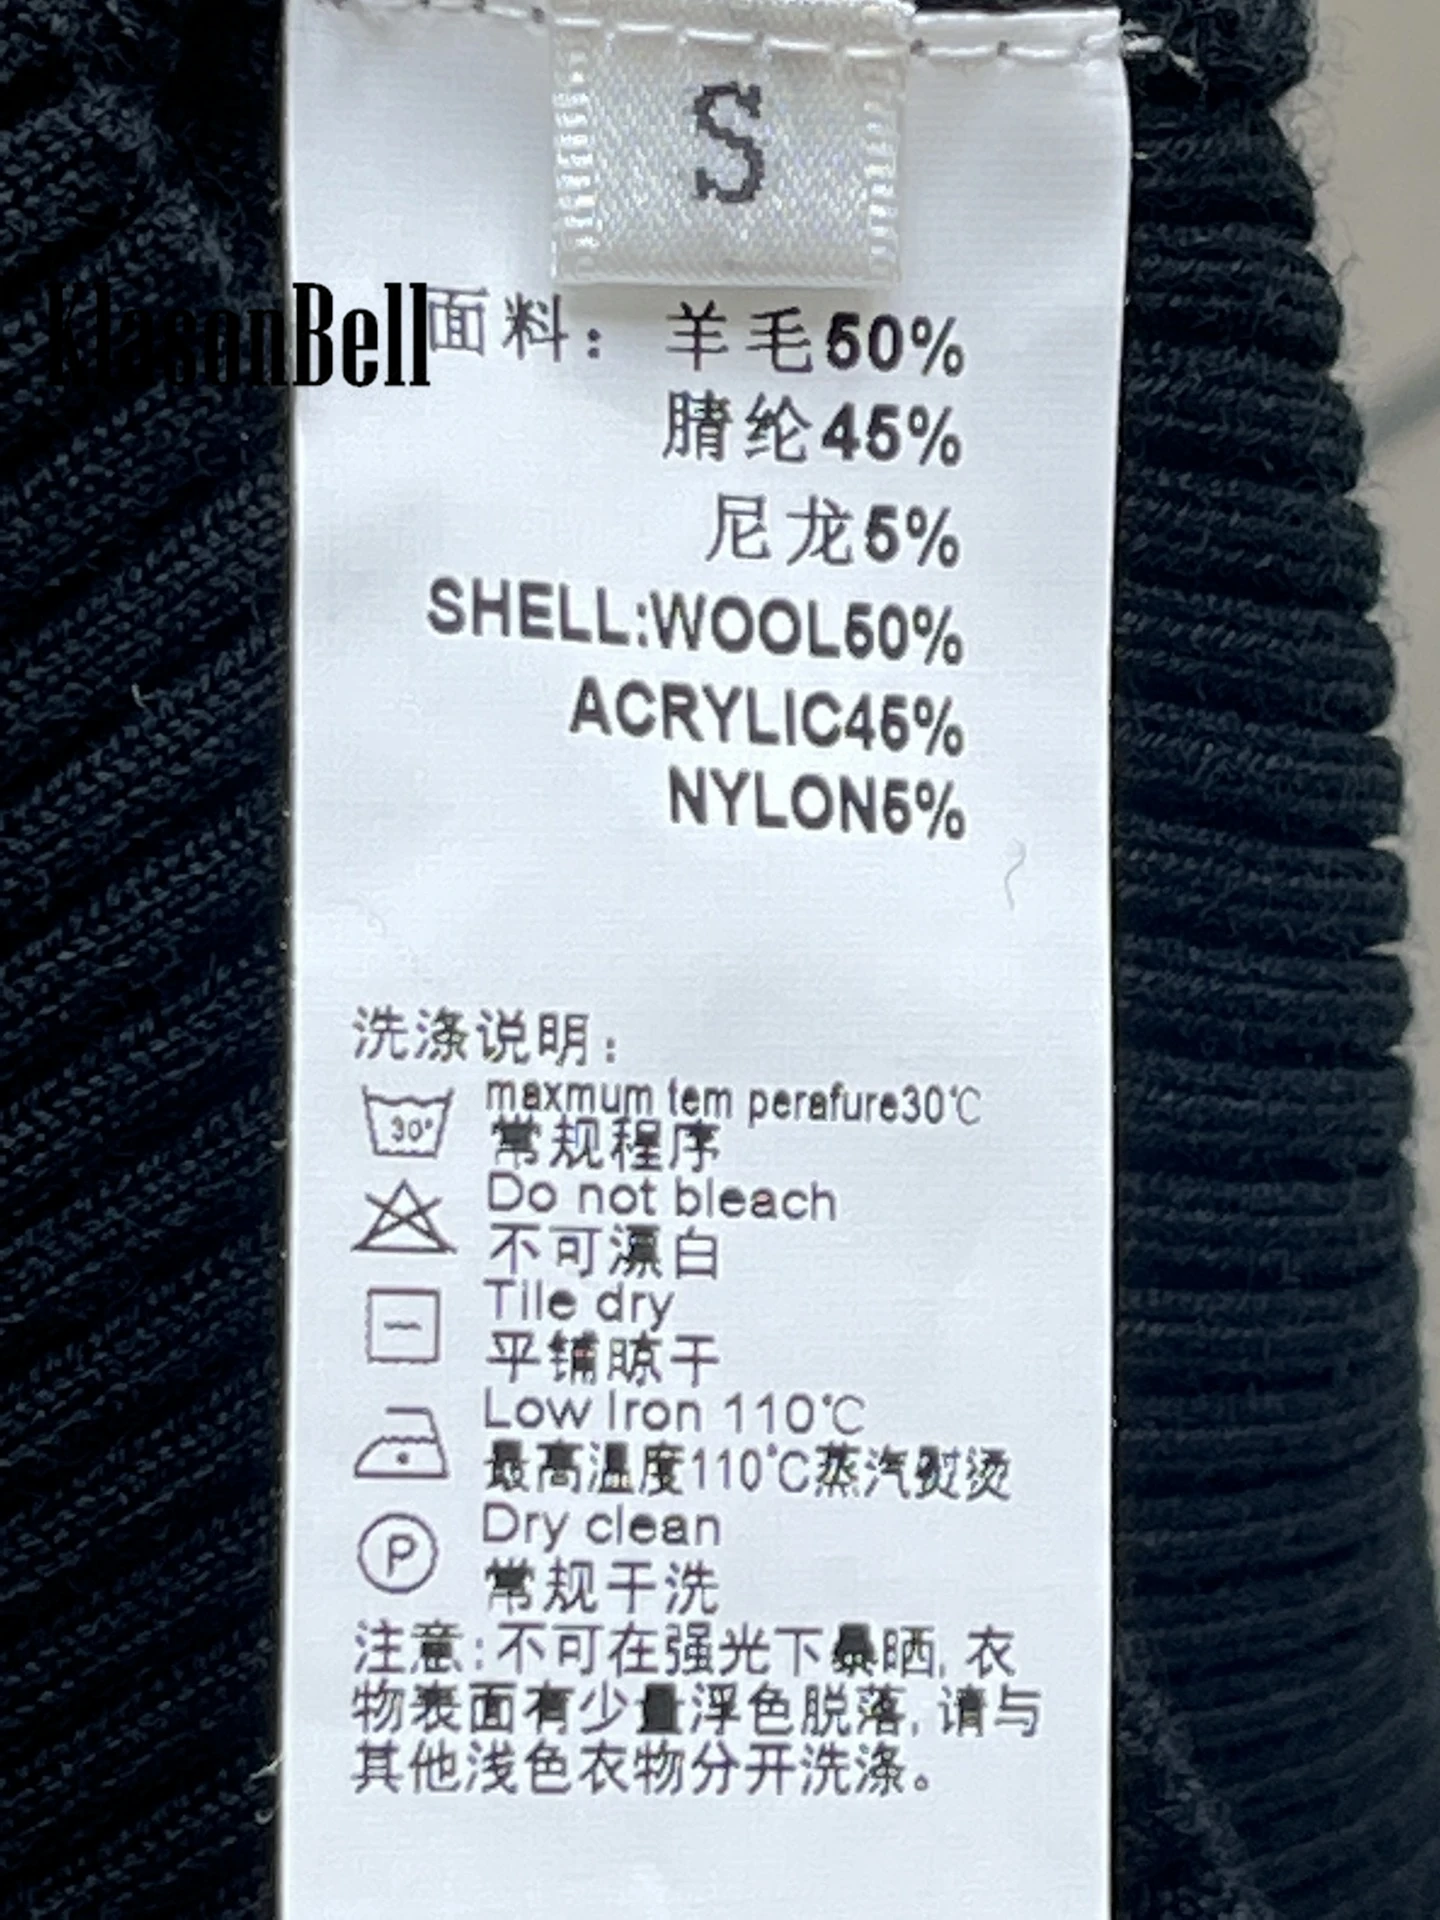 S
KlasonBell
面料：羊毛50%
腈纶45%
尼龙5%
SHELL:WOOL50%
ACRYLIC45%
NYLON5%
洗涤说明：
30°
maxmum tem perafure30℃
常规程序
Do not bleach
不可漂白
Tile dry
平铺晾干
Low Iron 110℃
最高温度110℃蒸汽熨烫
P
Dry clean
常规干洗
注意:不可在强光下暴晒,衣
物表面有少量浮色脱落,请与
其他浅色衣物分开洗涤。